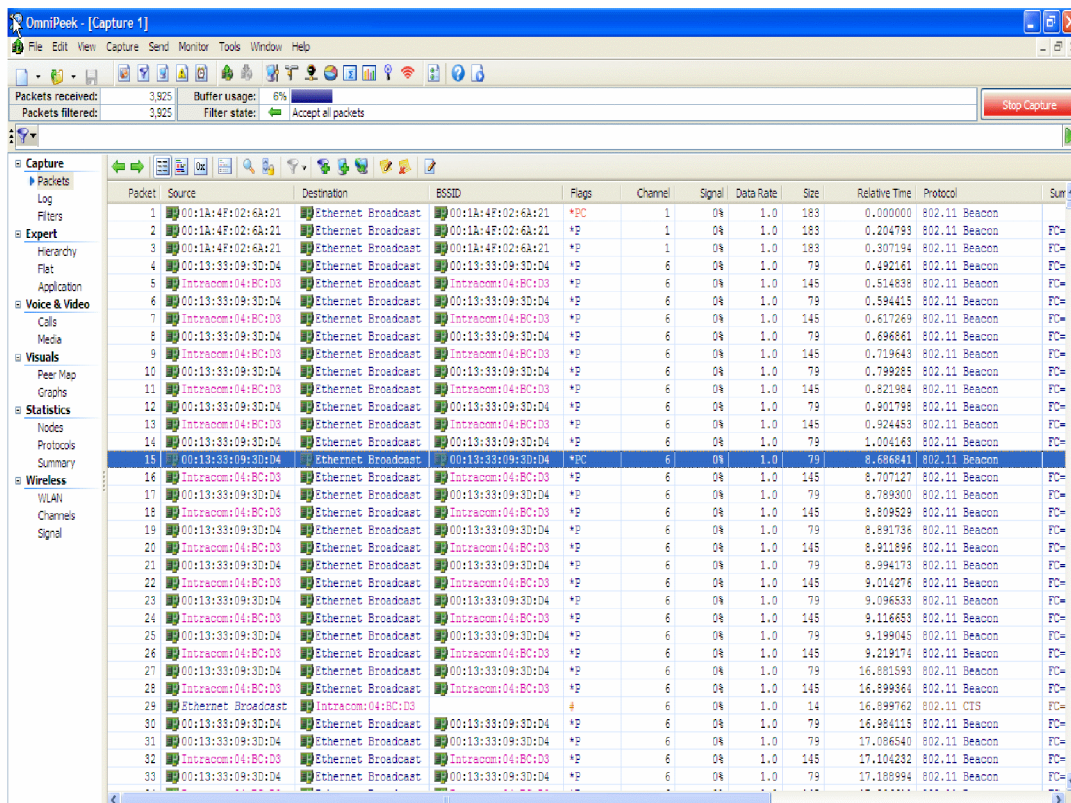 OmniPeek - [Capture 1]
File Edit View Capture Send Monitor Tools Window Help
Packets received: 3,925 Buffer usage: 6%
Packets filtered: 3,925 Filter state: Accept all packets
Stop Capture
Capture
Packets
Log
Filters
Expert
Hierarchy
Flat
Application
Voice & Video
Calls
Media
Visuals
Peer Map
Graphs
Statistics
Nodes
Protocols
Summary
Wireless
WLAN
Channels
Signal
Packet Source Destination BSSID Flags Channel Signal Data Rate Size Relative Time Protocol Sum
1 00:1A:4F:02:6A:21 Ethernet Broadcast 00:1A:4F:02:6A:21 *PC 1 0% 1.0 183 0.000000 802.11 Beacon
2 00:1A:4F:02:6A:21 Ethernet Broadcast 00:1A:4F:02:6A:21 *P 1 0% 1.0 183 0.204793 802.11 Beacon FC=
3 00:1A:4F:02:6A:21 Ethernet Broadcast 00:1A:4F:02:6A:21 *P 1 0% 1.0 183 0.307194 802.11 Beacon FC=
4 00:13:33:09:3D:D4 Ethernet Broadcast 00:13:33:09:3D:D4 *P 6 0% 1.0 79 0.492161 802.11 Beacon FC=
5 Intracom:04:BC:D3 Ethernet Broadcast Intracom:04:BC:D3 *P 6 0% 1.0 145 0.514838 802.11 Beacon FC=
6 00:13:33:09:3D:D4 Ethernet Broadcast 00:13:33:09:3D:D4 *P 6 0% 1.0 79 0.594415 802.11 Beacon FC=
7 Intracom:04:BC:D3 Ethernet Broadcast Intracom:04:BC:D3 *P 6 0% 1.0 145 0.617269 802.11 Beacon FC=
8 00:13:33:09:3D:D4 Ethernet Broadcast 00:13:33:09:3D:D4 *P 6 0% 1.0 79 0.696861 802.11 Beacon FC=
9 Intracom:04:BC:D3 Ethernet Broadcast Intracom:04:BC:D3 *P 6 0% 1.0 145 0.719643 802.11 Beacon FC=
10 00:13:33:09:3D:D4 Ethernet Broadcast 00:13:33:09:3D:D4 *P 6 0% 1.0 79 0.799285 802.11 Beacon FC=
11 Intracom:04:BC:D3 Ethernet Broadcast Intracom:04:BC:D3 *P 6 0% 1.0 145 0.821984 802.11 Beacon FC=
12 00:13:33:09:3D:D4 Ethernet Broadcast 00:13:33:09:3D:D4 *P 6 0% 1.0 79 0.901798 802.11 Beacon FC=
13 Intracom:04:BC:D3 Ethernet Broadcast Intracom:04:BC:D3 *P 6 0% 1.0 145 0.924453 802.11 Beacon FC=
14 00:13:33:09:3D:D4 Ethernet Broadcast 00:13:33:09:3D:D4 *P 6 0% 1.0 79 1.004163 802.11 Beacon FC=
15 00:13:33:09:3D:D4 Ethernet Broadcast 00:13:33:09:3D:D4 *PC 6 0% 1.0 79 8.686841 802.11 Beacon
16 Intracom:04:BC:D3 Ethernet Broadcast Intracom:04:BC:D3 *P 6 0% 1.0 145 8.707127 802.11 Beacon FC=
17 00:13:33:09:3D:D4 Ethernet Broadcast 00:13:33:09:3D:D4 *P 6 0% 1.0 79 8.789300 802.11 Beacon FC=
18 Intracom:04:BC:D3 Ethernet Broadcast Intracom:04:BC:D3 *P 6 0% 1.0 145 8.809529 802.11 Beacon FC=
19 00:13:33:09:3D:D4 Ethernet Broadcast 00:13:33:09:3D:D4 *P 6 0% 1.0 79 8.891736 802.11 Beacon FC=
20 Intracom:04:BC:D3 Ethernet Broadcast Intracom:04:BC:D3 *P 6 0% 1.0 145 8.911896 802.11 Beacon FC=
21 00:13:33:09:3D:D4 Ethernet Broadcast 00:13:33:09:3D:D4 *P 6 0% 1.0 79 8.994173 802.11 Beacon FC=
22 Intracom:04:BC:D3 Ethernet Broadcast Intracom:04:BC:D3 *P 6 0% 1.0 145 9.014276 802.11 Beacon FC=
23 00:13:33:09:3D:D4 Ethernet Broadcast 00:13:33:09:3D:D4 *P 6 0% 1.0 79 9.096533 802.11 Beacon FC=
24 Intracom:04:BC:D3 Ethernet Broadcast Intracom:04:BC:D3 *P 6 0% 1.0 145 9.116653 802.11 Beacon FC=
25 00:13:33:09:3D:D4 Ethernet Broadcast 00:13:33:09:3D:D4 *P 6 0% 1.0 79 9.199045 802.11 Beacon FC=
26 Intracom:04:BC:D3 Ethernet Broadcast Intracom:04:BC:D3 *P 6 0% 1.0 145 9.219174 802.11 Beacon FC=
27 00:13:33:09:3D:D4 Ethernet Broadcast 00:13:33:09:3D:D4 *P 6 0% 1.0 79 16.881593 802.11 Beacon FC=
28 Intracom:04:BC:D3 Ethernet Broadcast Intracom:04:BC:D3 *P 6 0% 1.0 145 16.899364 802.11 Beacon FC=
29 Ethernet Broadcast Intracom:04:BC:D3 # 6 0% 1.0 14 16.899762 802.11 CTS FC=
30 00:13:33:09:3D:D4 Ethernet Broadcast 00:13:33:09:3D:D4 *P 6 0% 1.0 79 16.984115 802.11 Beacon FC=
31 00:13:33:09:3D:D4 Ethernet Broadcast 00:13:33:09:3D:D4 *P 6 0% 1.0 79 17.086540 802.11 Beacon FC=
32 Intracom:04:BC:D3 Ethernet Broadcast Intracom:04:BC:D3 *P 6 0% 1.0 145 17.104232 802.11 Beacon FC=
33 00:13:33:09:3D:D4 Ethernet Broadcast 00:13:33:09:3D:D4 *P 6 0% 1.0 79 17.188994 802.11 Beacon FC=